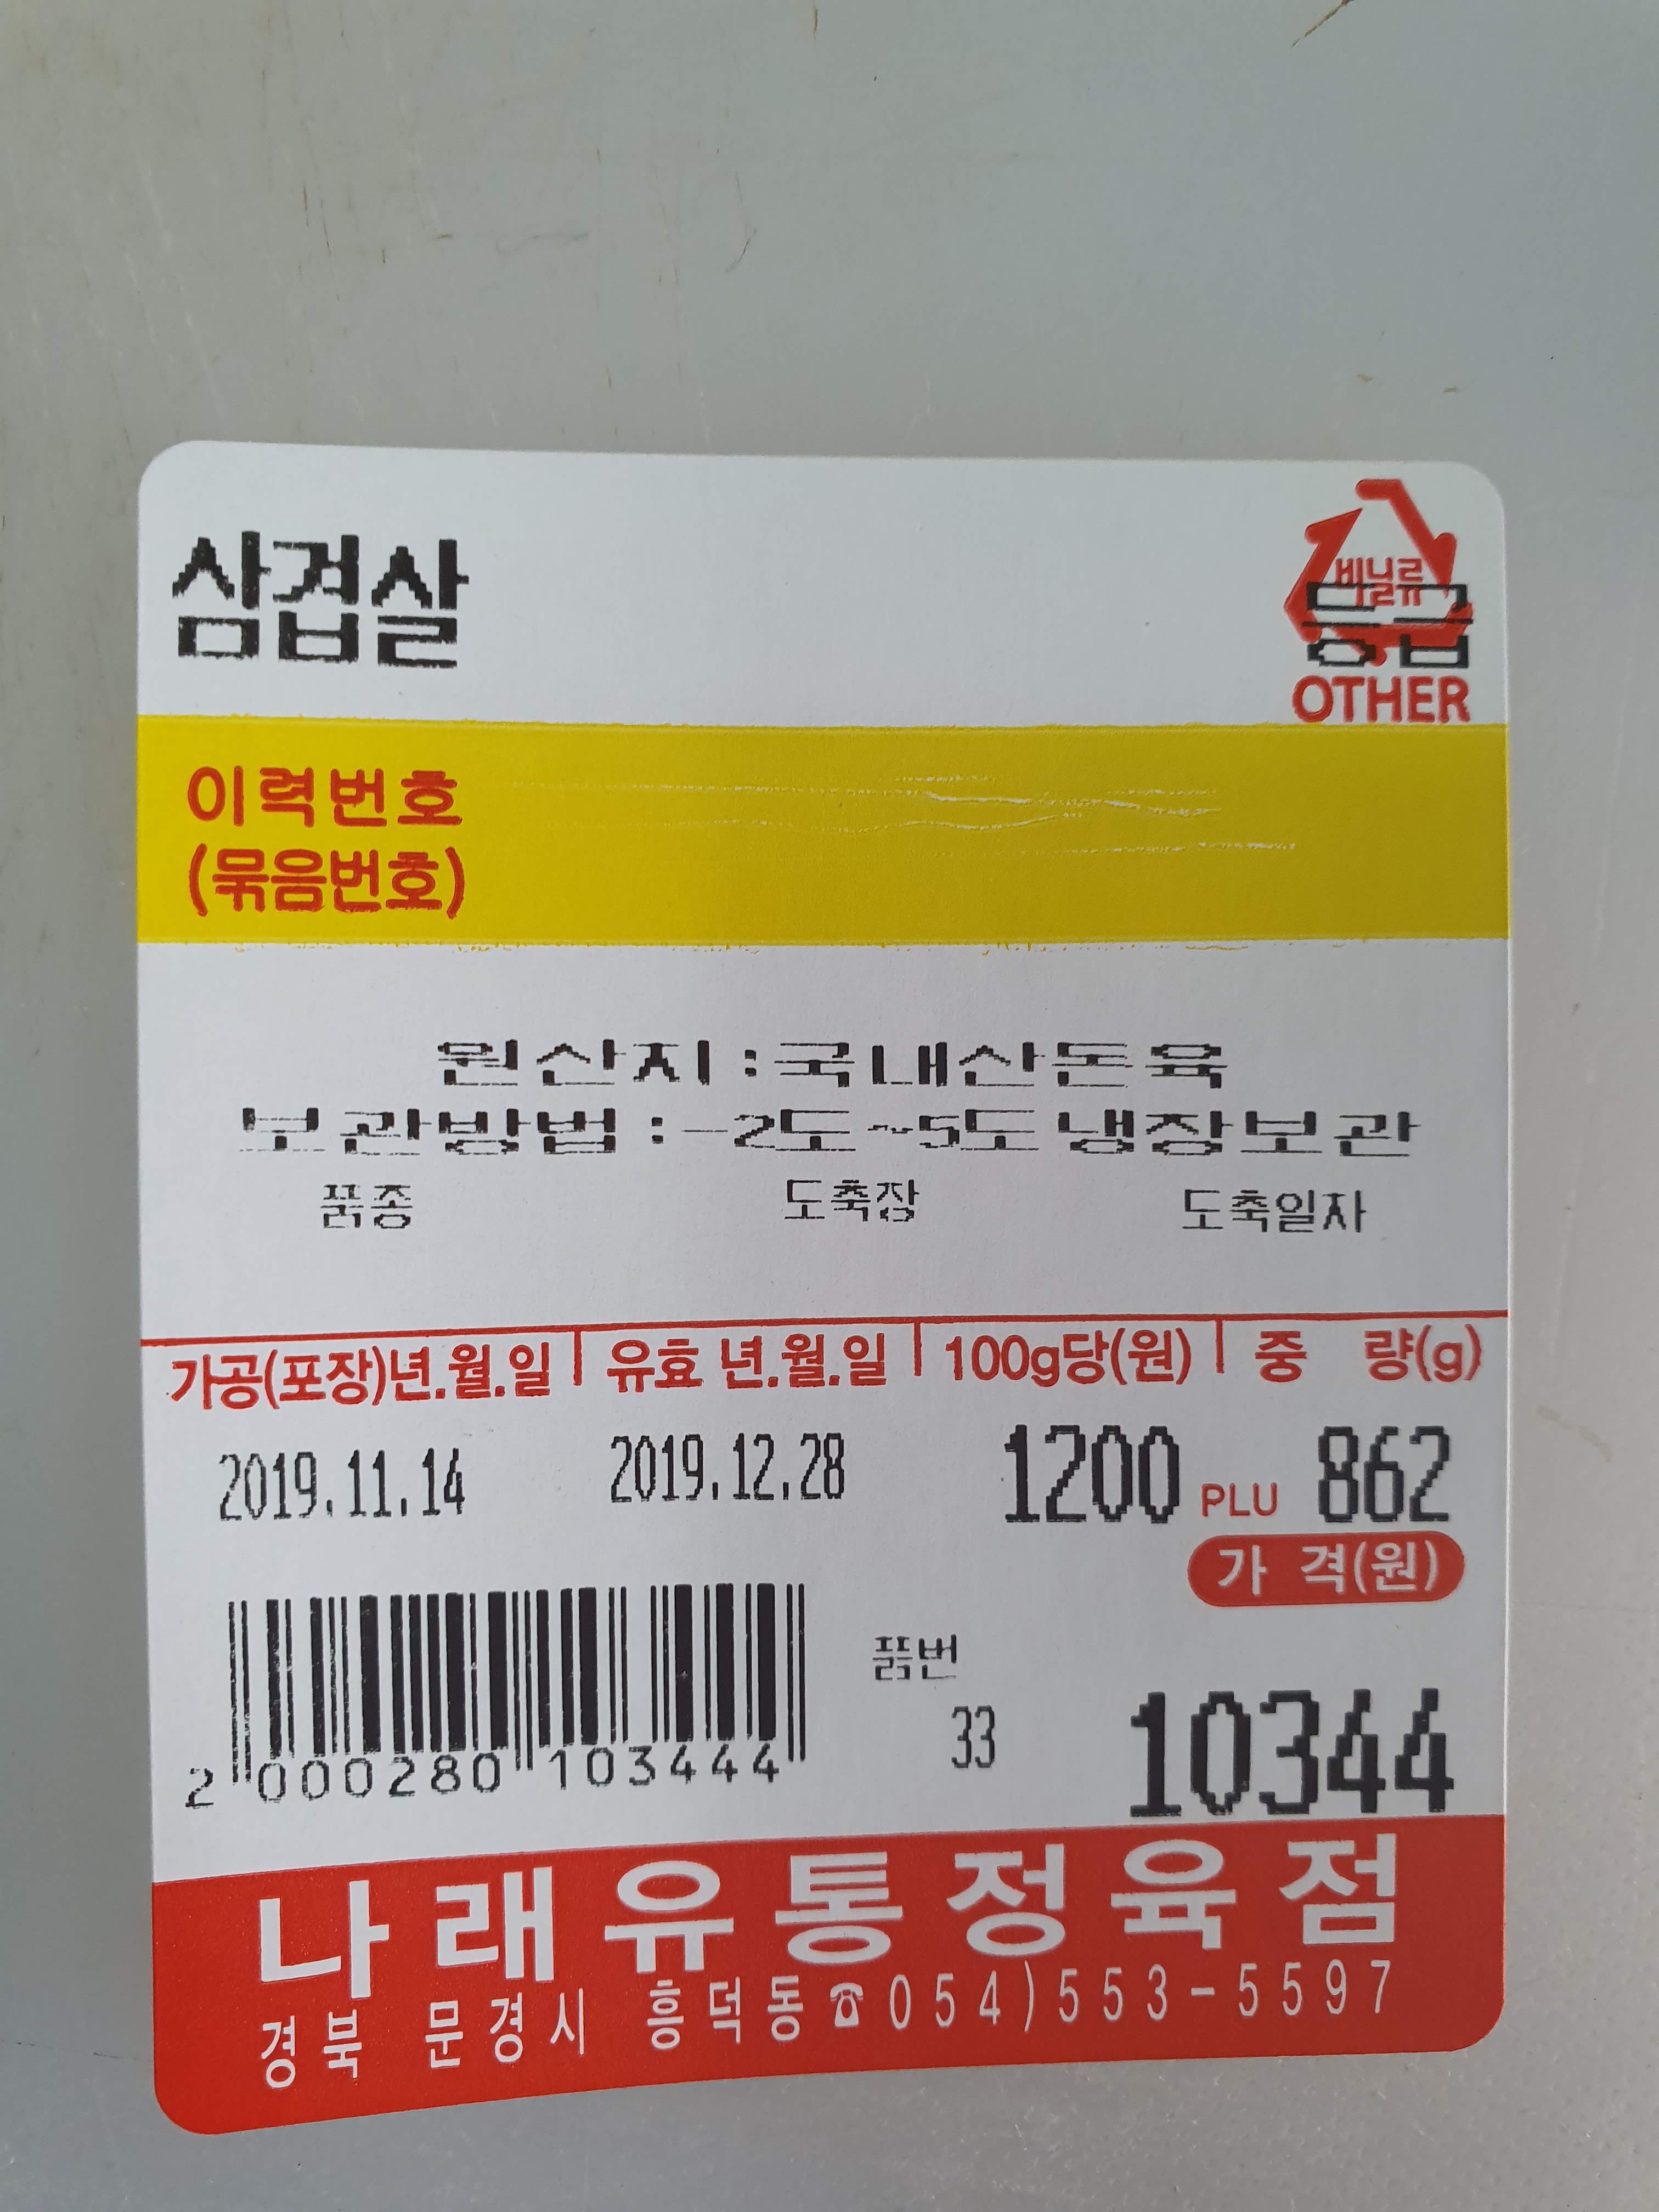 삼겹살
비닐류
등급
OTHER
이력번호
(묶음번호)
원산지:국내산돈육
보관방법:-2도~5도냉장보관
품종 도축장 도축일자
가공(포장)년.월.일 유효 년.월.일 100g당(원) 중 량(g)
2019.11.14 2019.12.28 1200 PLU 862
가 격(원)
품번
33
10344
2 000280 103444
나래유통정육점
경북 문경시 흥덕동☎054)553-5597